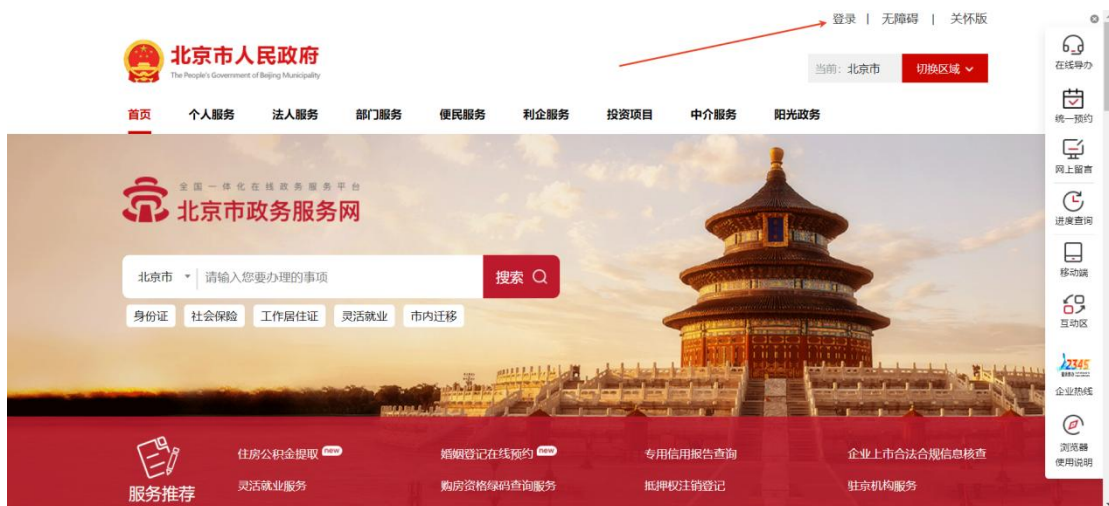 登录 | 无障碍 | 关怀版
北京市人民政府
The People's Government of Beijing Municipality
当前：北京市 切换区域
首页 个人服务 法人服务 部门服务 便民服务 利企服务 投资项目 中介服务 阳光政务
全国一体化在线政务服务平台
北京市政务服务网
北京市 请输入您要办理的事项 搜索
身份证 社会保险 工作居住证 灵活就业 市内迁移
服务推荐
住房公积金提取 new 婚姻登记在线预约 new 专用信用报告查询 企业上市合法合规信息核查
灵活就业服务 购房资格绿码查询服务 抵押权注销登记 驻京机构服务
在线导办
统一预约
网上留言
进度查询
移动端
互动区
12345
企业热线
浏览器
使用说明